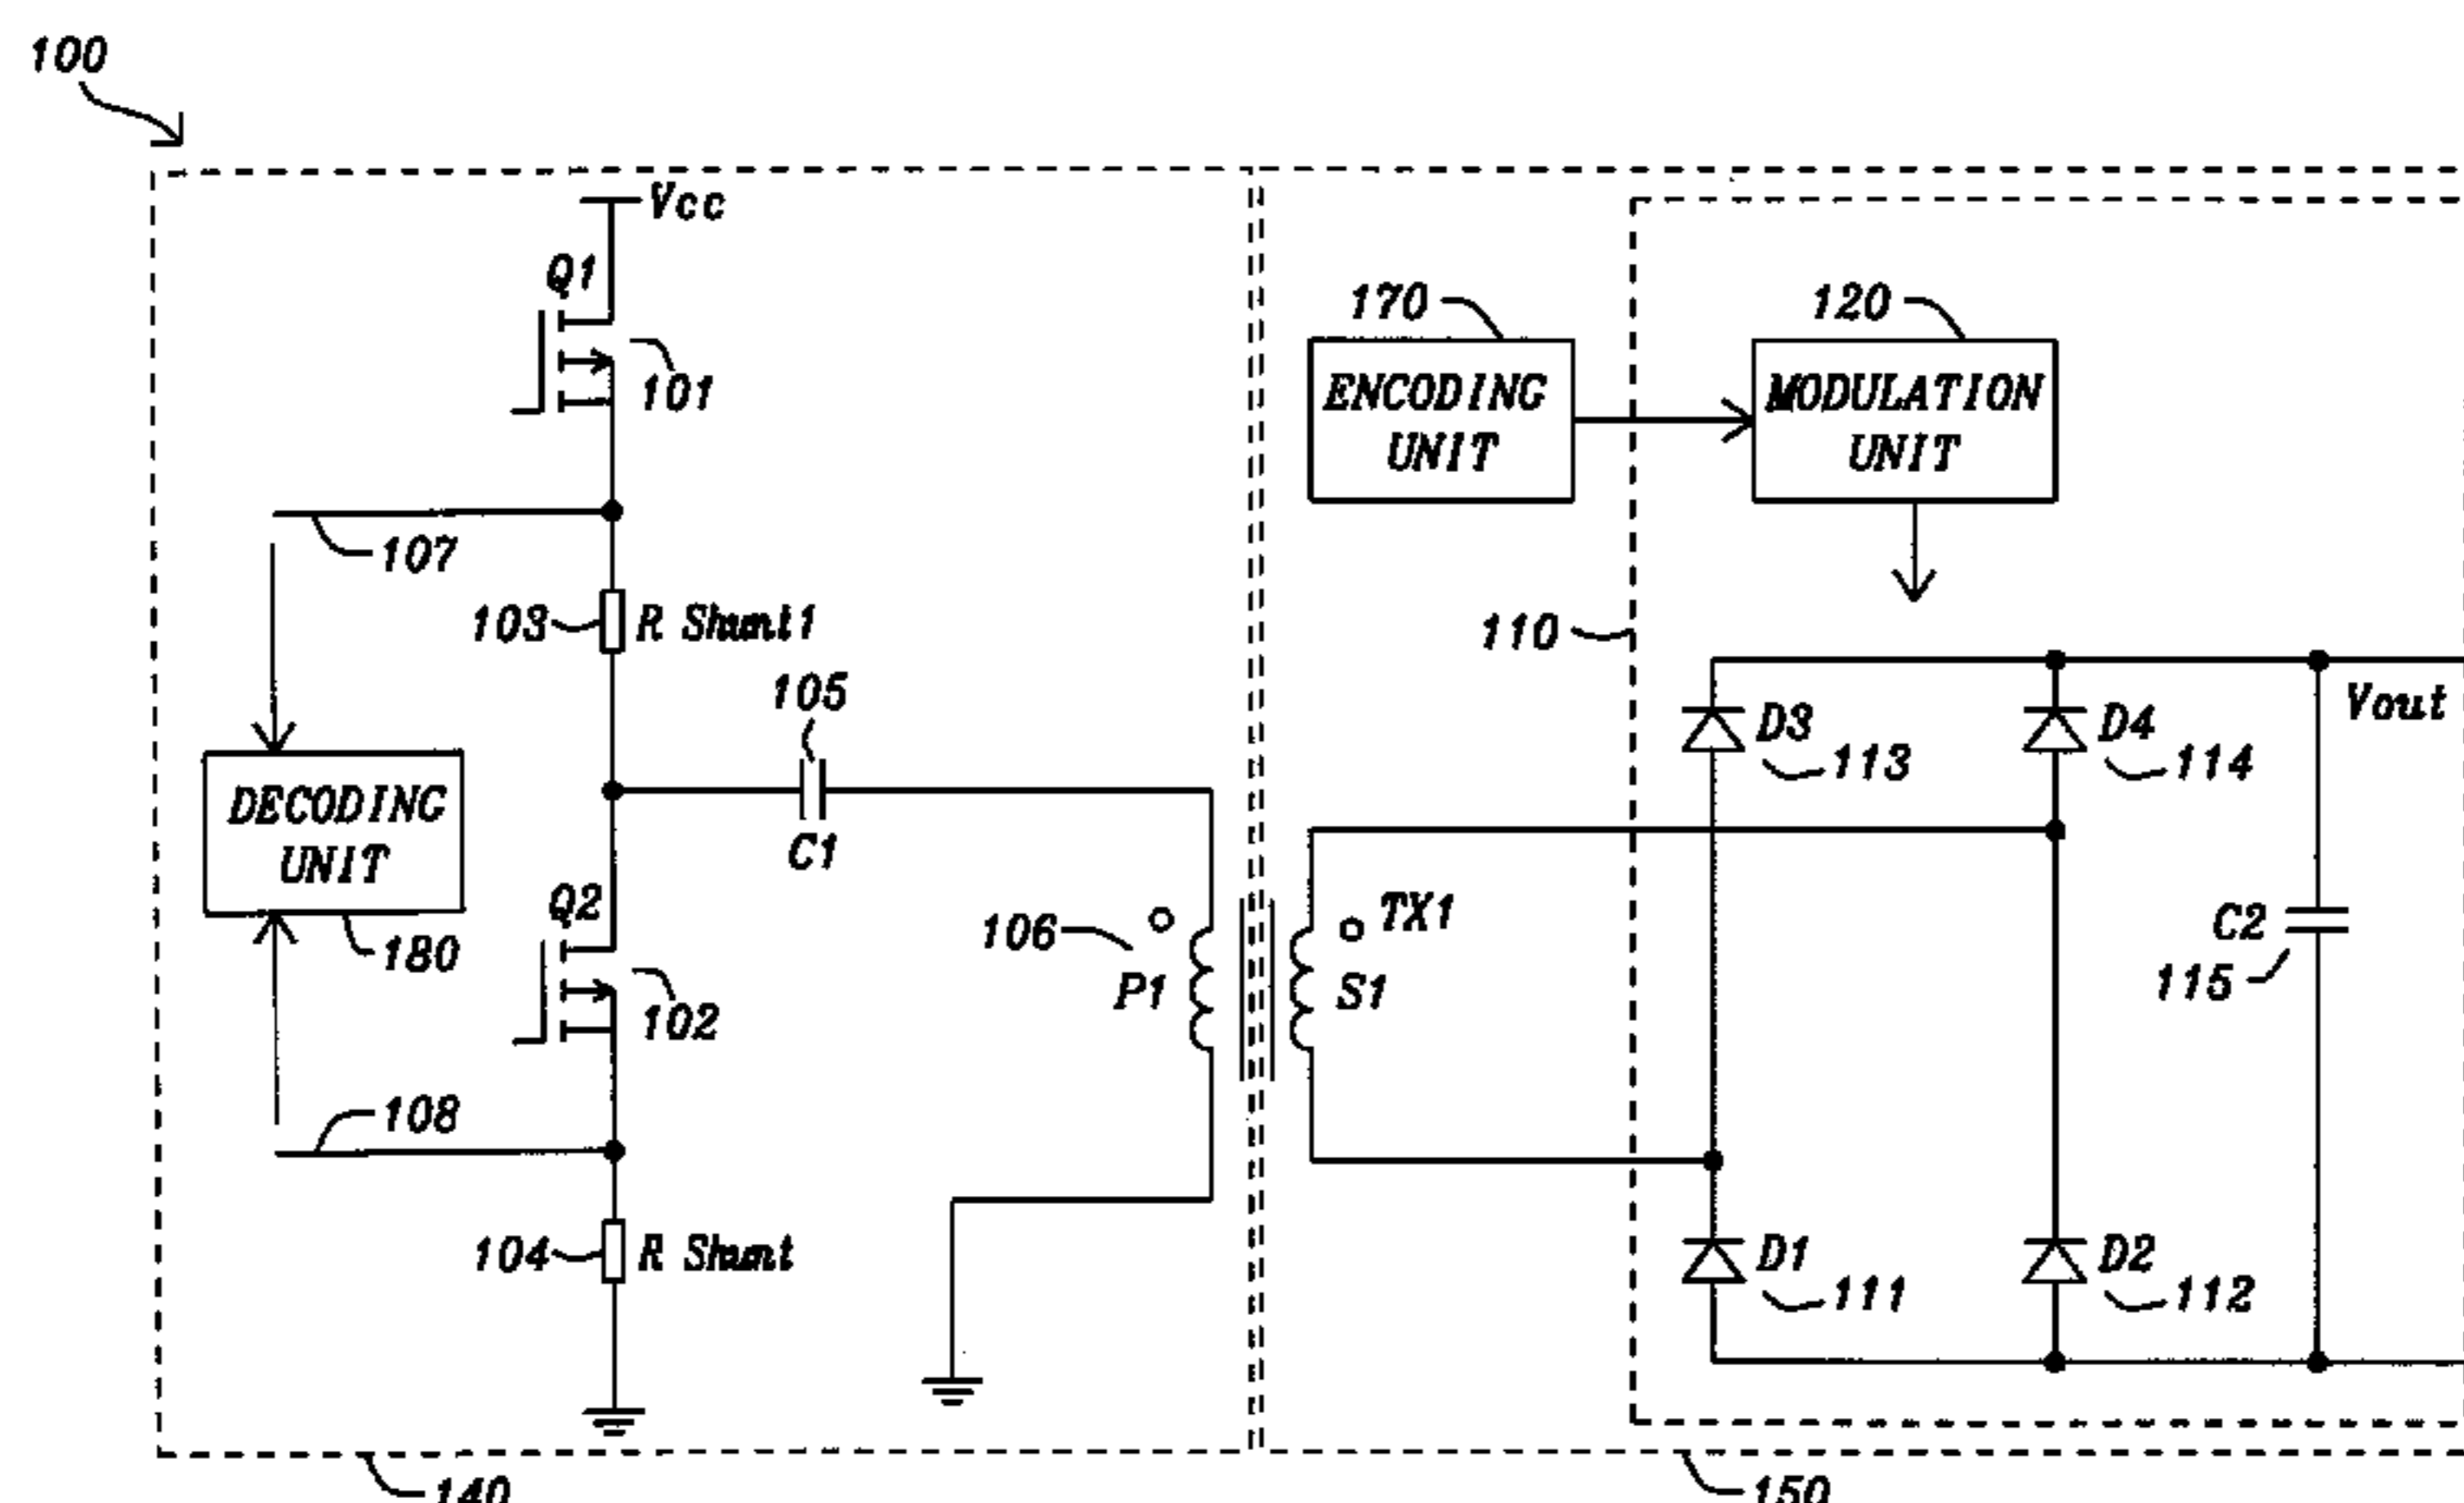 100
Vcc
Q1
101
107
103
R Shunt1
105
C1
DECODING
UNIT
180
Q2
102
108
104
R Shunt
106
P1
TX1
S1
140
170
ENCODING
UNIT
120
MODULATION
UNIT
110
D3
113
D4
114
Vout
C2
115
D1
111
D2
112
150